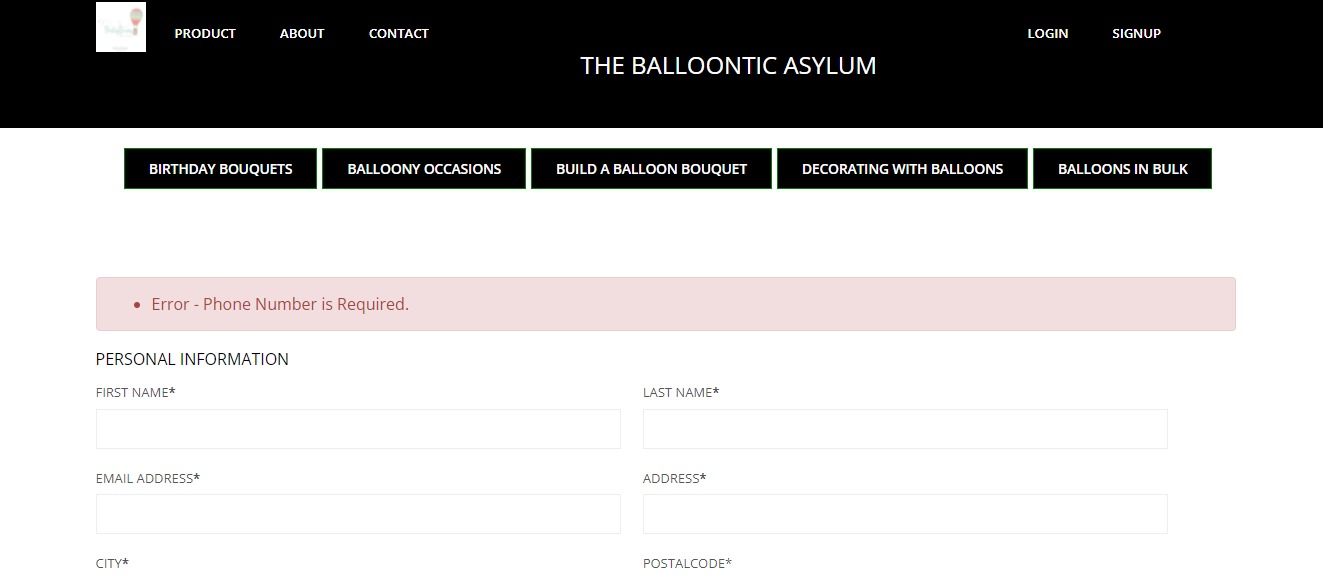 PRODUCT ABOUT CONTACT LOGIN SIGNUP
THE BALLOONTIC ASYLUM
BIRTHDAY BOUQUETS BALLOONY OCCASIONS BUILD A BALLOON BOUQUET DECORATING WITH BALLOONS BALLOONS IN BULK
• Error - Phone Number is Required.
PERSONAL INFORMATION
FIRST NAME* LAST NAME*
EMAIL ADDRESS* ADDRESS*
CITY* POSTALCODE*